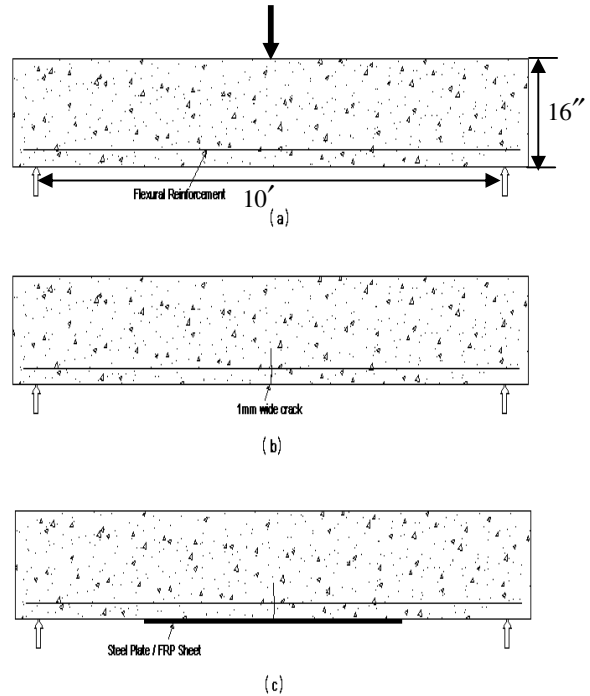 16″
Flexural Reinforcement
10′
(a)
1mm wide crack
(b)
Steel Plate / FRP Sheet
(c)